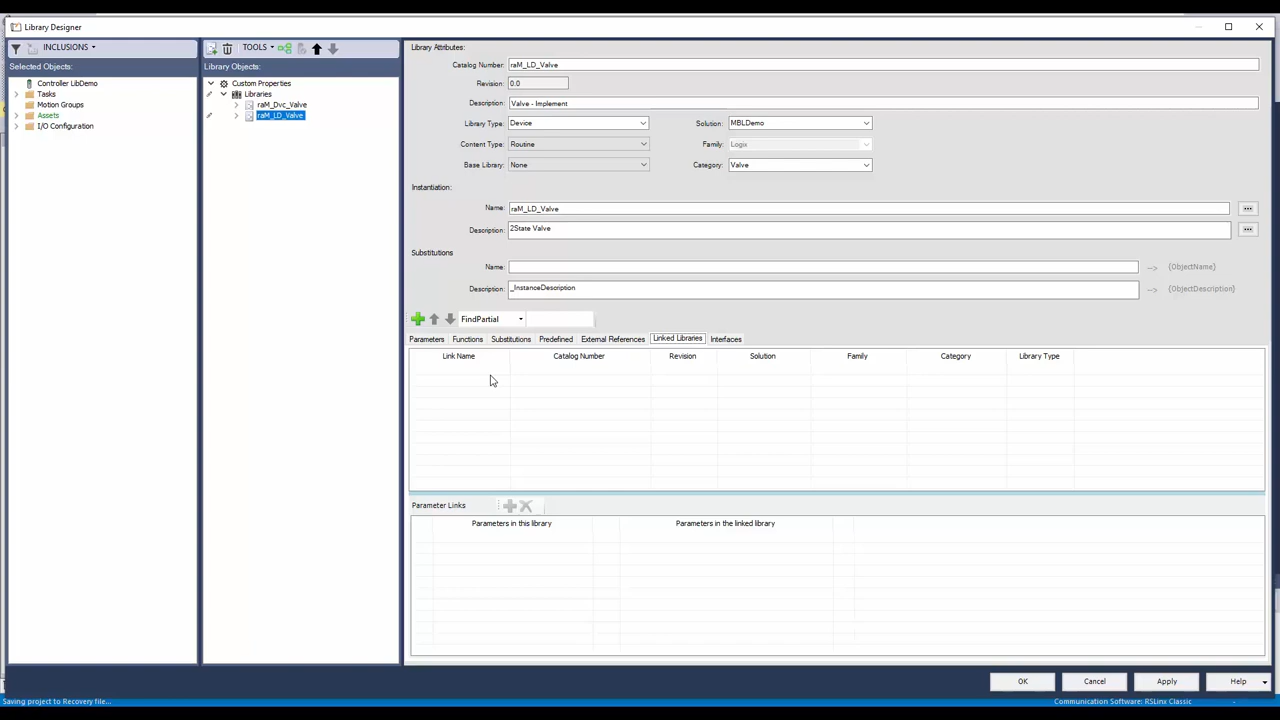 Library Designer
INCLUSIONS
TOOLS
Library Attributes:
Selected Objects:
Library Objects:
Catalog Number: raM_LD_Valve
Controller LibDemo
Custom Properties
Revision: 0.0
Tasks
Libraries
Motion Groups
raM_Dvc_Valve
Description: Valve - Implement
Assets
raM_LD_Valve
I/O Configuration
Library Type: Device
Solution: MBLDemo
Content Type: Routine
Family: Logix
Base Library: None
Category: Valve
Instantiation:
Name: raM_LD_Valve
...
Description: 2State Valve
...
Substitutions
Name:
--> {ObjectName}
Description: _InstanceDescription
--> {ObjectDescription}
FindPartial
Parameters Functions Substitutions Predefined External References Linked Libraries Interfaces
Link Name Catalog Number Revision Solution Family Category Library Type
Parameter Links
Parameters in this library Parameters in the linked library
OK Cancel Apply Help
Saving project to Recovery file... Communication Software: RSLinx Classic